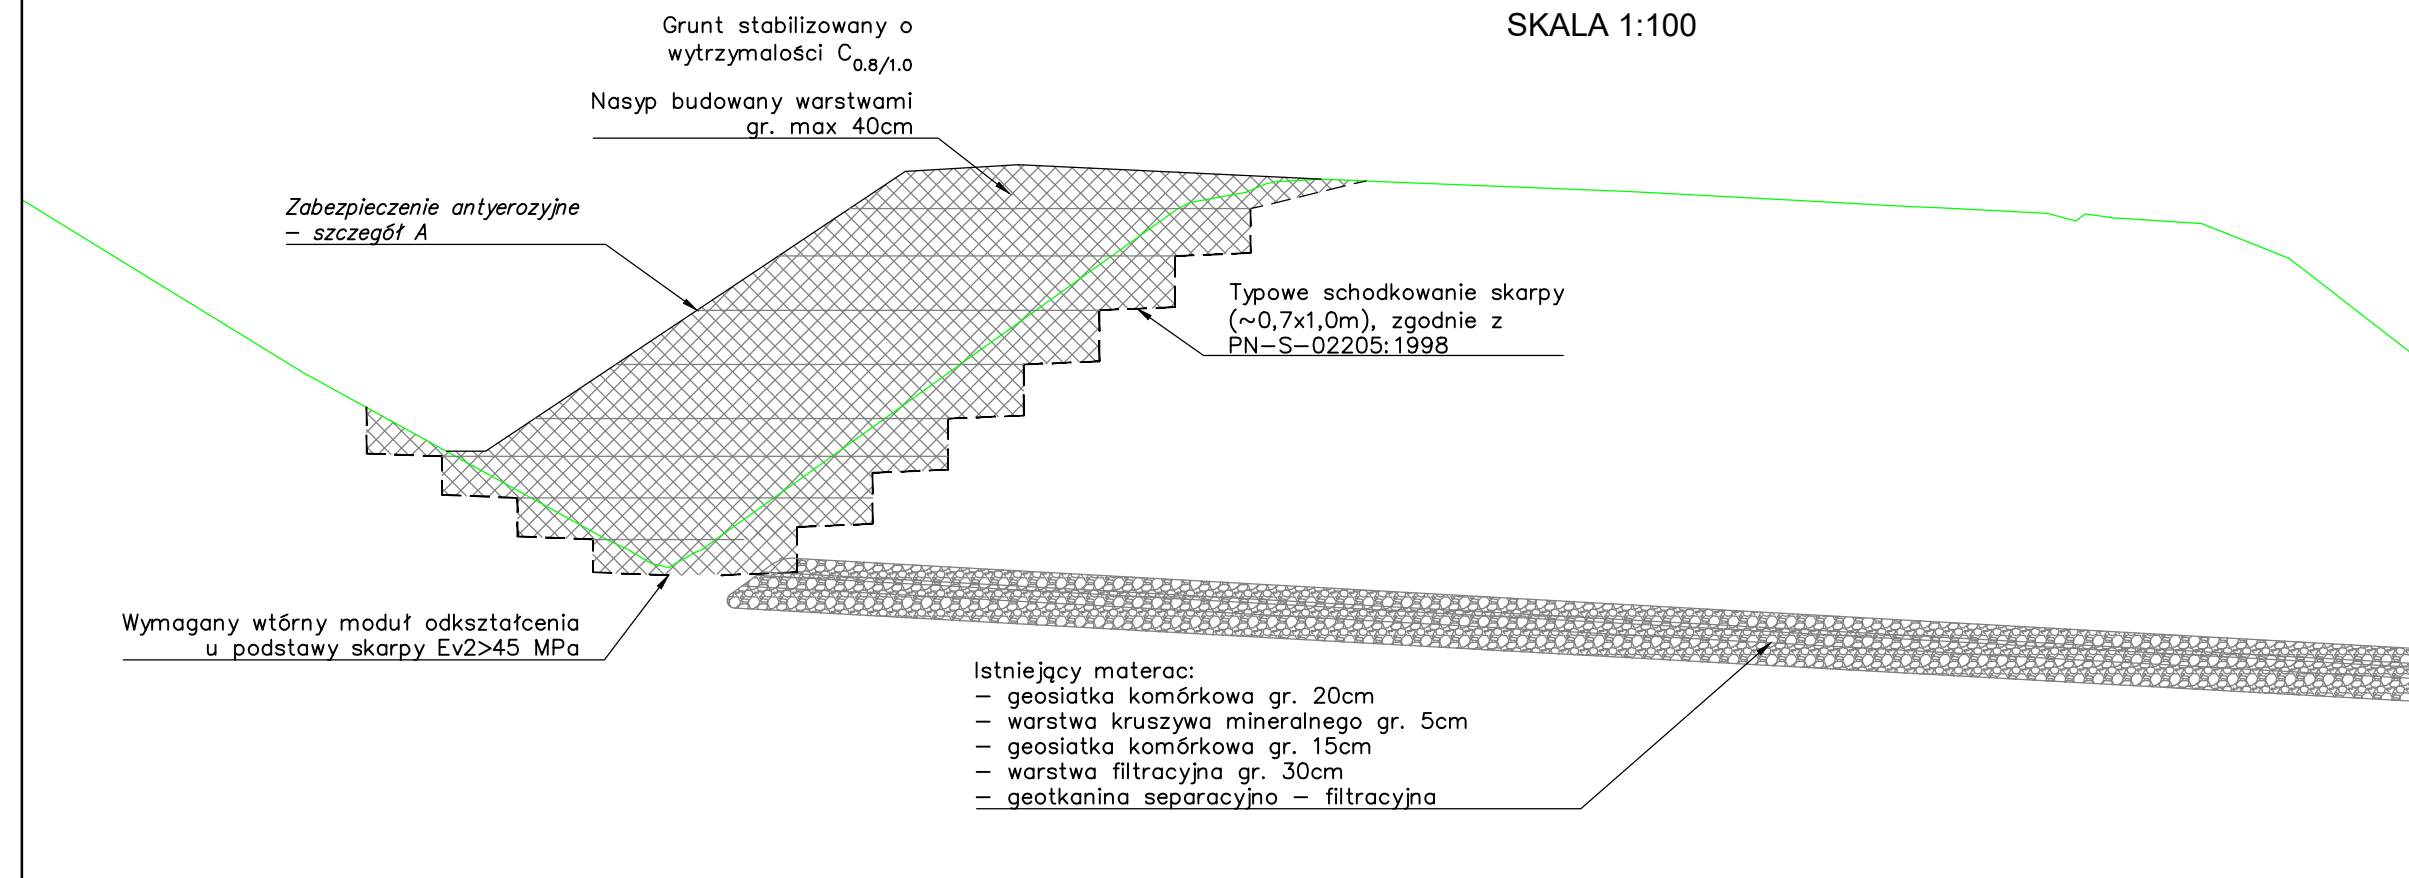 SKALA 1:100
Grunt stabilizowany o
wytrzymalości C0.8/1.0
Nasyp budowany warstwami
gr. max 40cm
Zabezpieczenie antyerozyjne
– szczegół A
Typowe schodkowanie skarpy
(~0,7x1,0m), zgodnie z
PN–S–02205:1998
Wymagany wtórny moduł odkształcenia
u podstawy skarpy Ev2>45 MPa
Istniejący materac:
– geosiatka komórkowa gr. 20cm
– warstwa kruszywa mineralnego gr. 5cm
– geosiatka komórkowa gr. 15cm
– warstwa filtracyjna gr. 30cm
– geotkanina separacyjno – filtracyjna